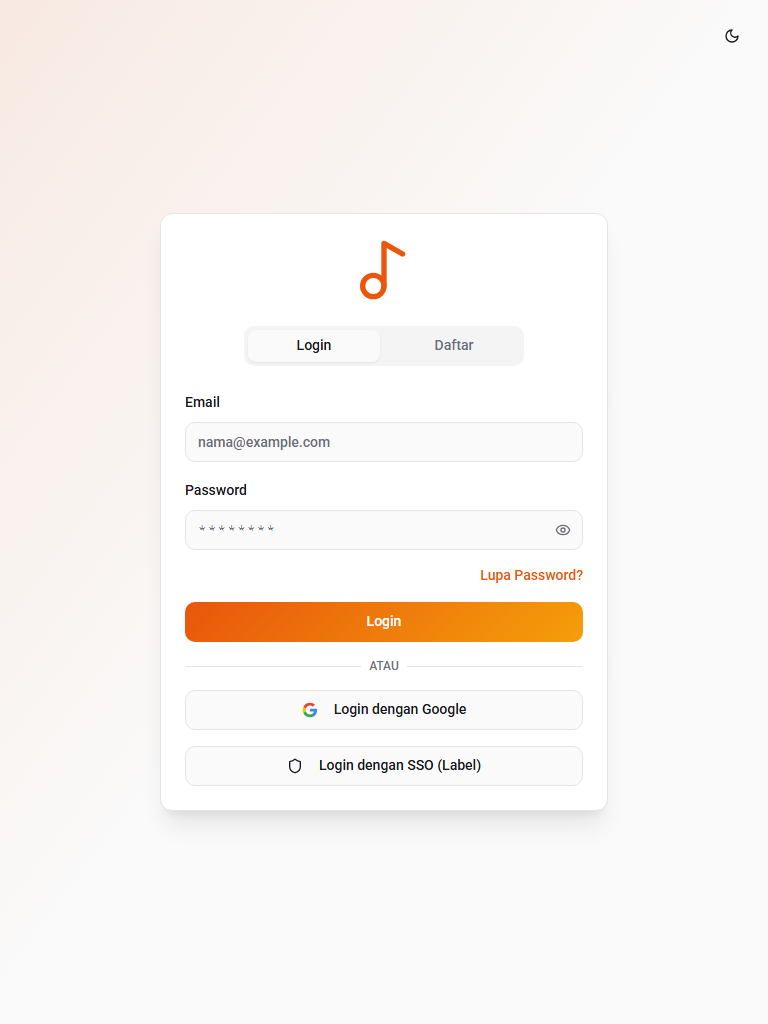 Login
Daftar
Email
nama@example.com
Password
********
Lupa Password?
Login
ATAU
Login dengan Google
Login dengan SSO (Label)